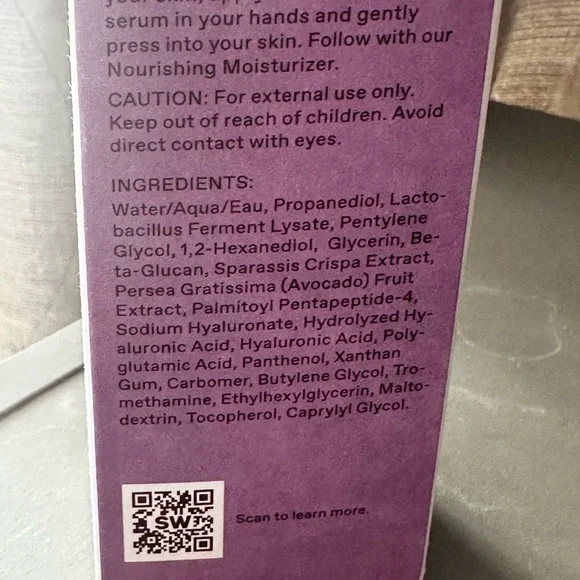 serum in your hands and gently
press into your skin. Follow with our
Nourishing Moisturizer.
CAUTION: For external use only.
Keep out of reach of children. Avoid
direct contact with eyes.
INGREDIENTS:
Water/Aqua/Eau, Propanediol, Lacto-
bacillus Ferment Lysate, Pentylene
Glycol, 1,2-Hexanediol, Glycerin, Be-
ta-Glucan, Sparassis Crispa Extract,
Persea Gratissima (Avocado) Fruit
Extract, Palmitoyl Pentapeptide-4,
Sodium Hyaluronate, Hydrolyzed Hy-
aluronic Acid, Hyaluronic Acid, Poly-
glutamic Acid, Panthenol, Xanthan
Gum, Carbomer, Butylene Glycol, Tro-
methamine, Ethylhexylglycerin, Malto-
dextrin, Tocopherol, Caprylyl Glycol.
SW
Scan to learn more.